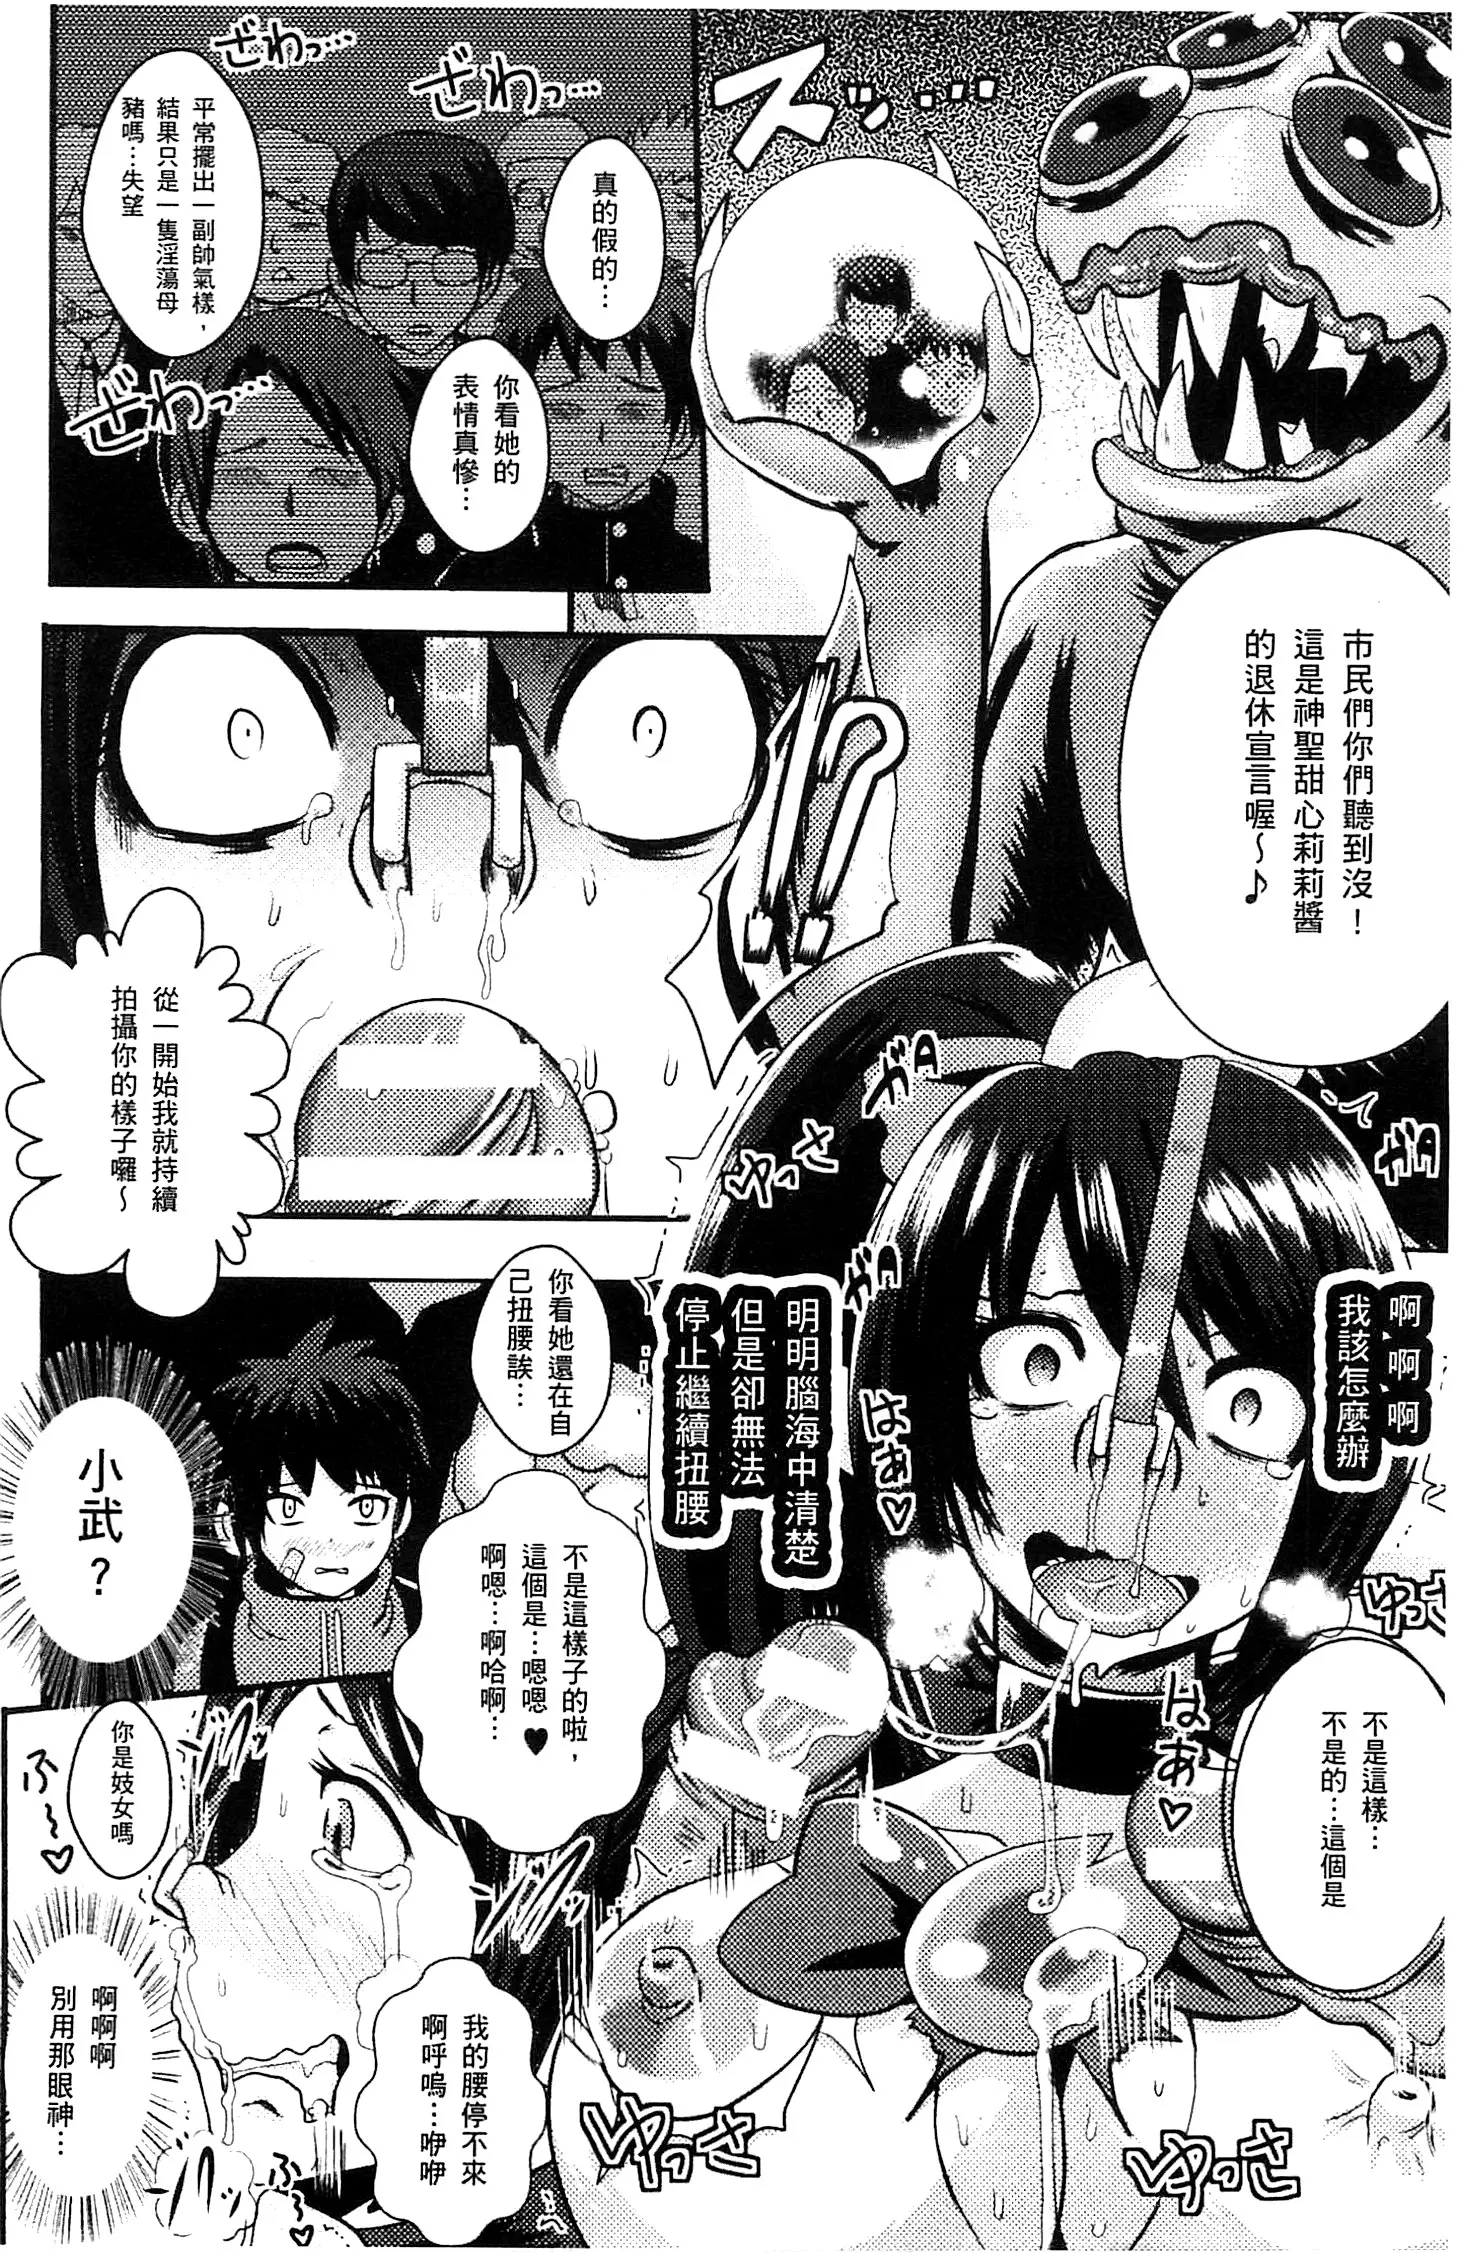 ズッ…
市民們你們聽到沒！
這是神聖甜心莉莉醬
的退休宣言喔～♪
ざわっ…
ざわっ…
ざわっ…
真的假的…
你看她的
表情真慘…
平常擺出一副帥氣樣，
結果只是一隻淫蕩母
豬嗎…失望
!?
從一開始我就持續
拍攝你的樣子囉～
ガタ
ガタ
ガタ
ゆっさ
啊啊啊
我該怎麼辦
明明腦海中清楚
但是卻無法
停止繼續扭腰
はぁ♥
はぁ♥
ゆっさ
ゆっさ
ゆっさ
不是這樣…
不是的…這個是
你看她還在自
己扭腰誒…
小武？
不是這樣子的啦，
這個是…嗯嗯♥
啊嗯…啊哈啊…
你是妓女嗎
ふ～♥
ふ～
我的腰停不來
啊呼嗚…咿咿
啊啊啊
別用那眼神…